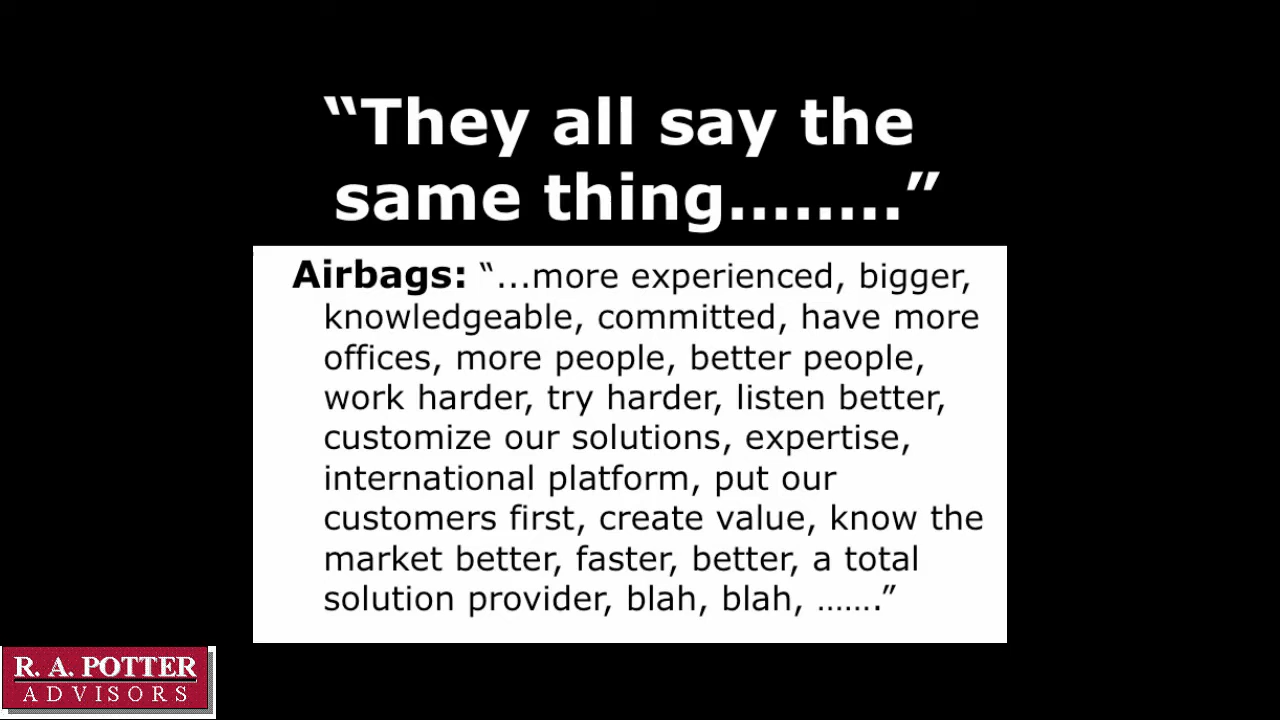 “They all say the
same thing........”
Airbags: “...more experienced, bigger,
knowledgeable, committed, have more
offices, more people, better people,
work harder, try harder, listen better,
customize our solutions, expertise,
international platform, put our
customers first, create value, know the
market better, faster, better, a total
solution provider, blah, blah, .......”
R. A. POTTER
ADVISORS